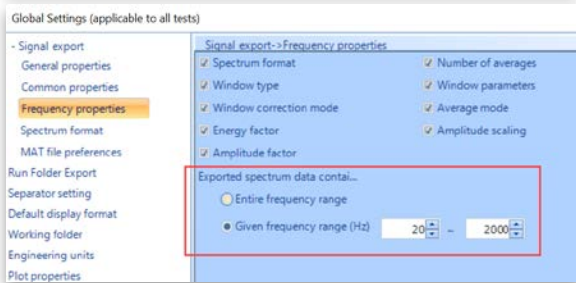 Global Settings (applicable to all tests)
- Signal export
General properties
Common properties
Frequency properties
Spectrum format
MAT file preferences
Run Folder Export
Separator setting
Default display format
Working folder
Engineering units
Plot properties
Signal export->Frequency properties
Spectrum format
Number of averages
Window type
Window parameters
Window correction mode
Average mode
Energy factor
Amplitude scaling
Amplitude factor
Exported spectrum data contai...
Entire frequency range
Given frequency range (Hz) 20 ~ 2000